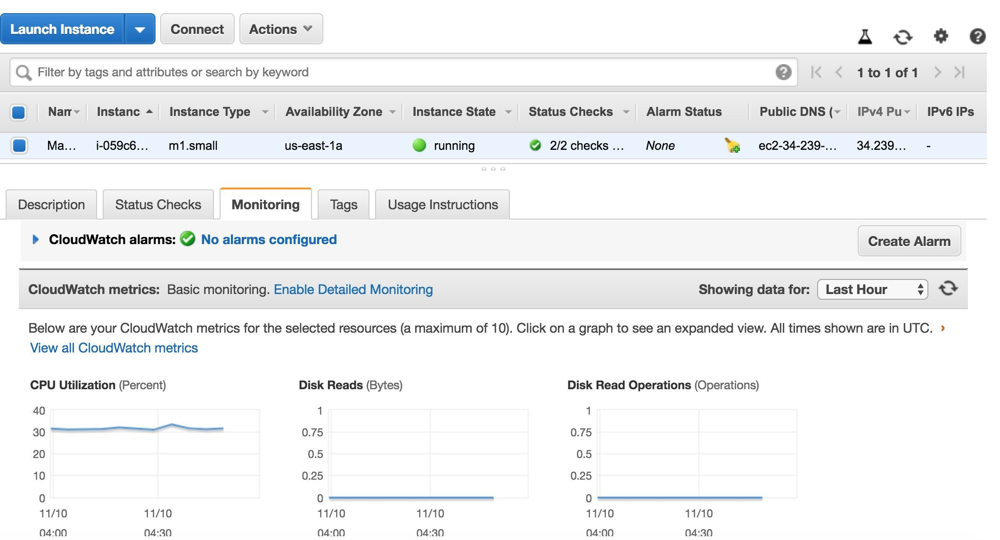 Launch Instance Connect Actions
Filter by tags and attributes or search by keyword 1 to 1 of 1
Nam Instanc Instance Type Availability Zone Instance State Status Checks Alarm Status Public DNS ( IPv4 Pu IPv6 IPs
Ma... i-059c6... m1.small us-east-1a running 2/2 checks ... None ec2-34-239-... 34.239... -
Description Status Checks Monitoring Tags Usage Instructions
CloudWatch alarms: No alarms configured Create Alarm
CloudWatch metrics: Basic monitoring. Enable Detailed Monitoring Showing data for: Last Hour
Below are your CloudWatch metrics for the selected resources (a maximum of 10). Click on a graph to see an expanded view. All times shown are in UTC.
View all CloudWatch metrics
CPU Utilization (Percent)
40
30
20
10
0
11/10 11/10
04:00 04:30
Disk Reads (Bytes)
1
0.75
0.5
0.25
0
11/10 11/10
04:00 04:30
Disk Read Operations (Operations)
1
0.75
0.5
0.25
0
11/10 11/10
04:00 04:30